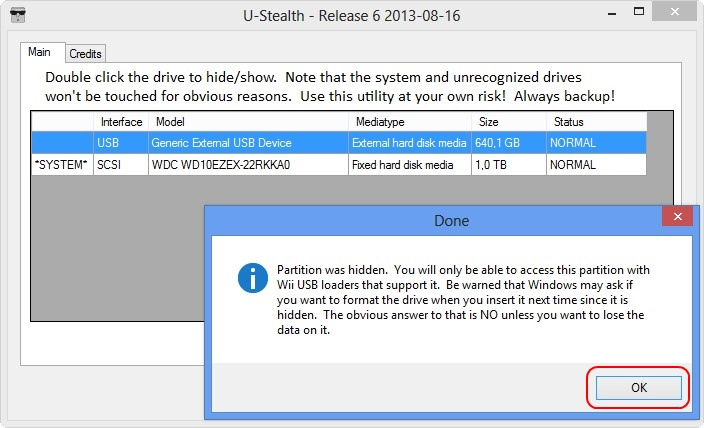 U-Stealth - Release 6 2013-08-16
Main Credits
Double click the drive to hide/show. Note that the system and unrecognized drives
won't be touched for obvious reasons. Use this utility at your own risk! Always backup!
Interface Model Mediatype Size Status
USB Generic External USB Device External hard disk media 640,1 GB NORMAL
*SYSTEM* SCSI WDC WD10EZEX-22RKKA0 Fixed hard disk media 1,0 TB NORMAL
Done
Partition was hidden. You will only be able to access this partition with
Wii USB loaders that support it. Be warned that Windows may ask if
you want to format the drive when you insert it next time since it is
hidden. The obvious answer to that is NO unless you want to lose the
data on it.
OK